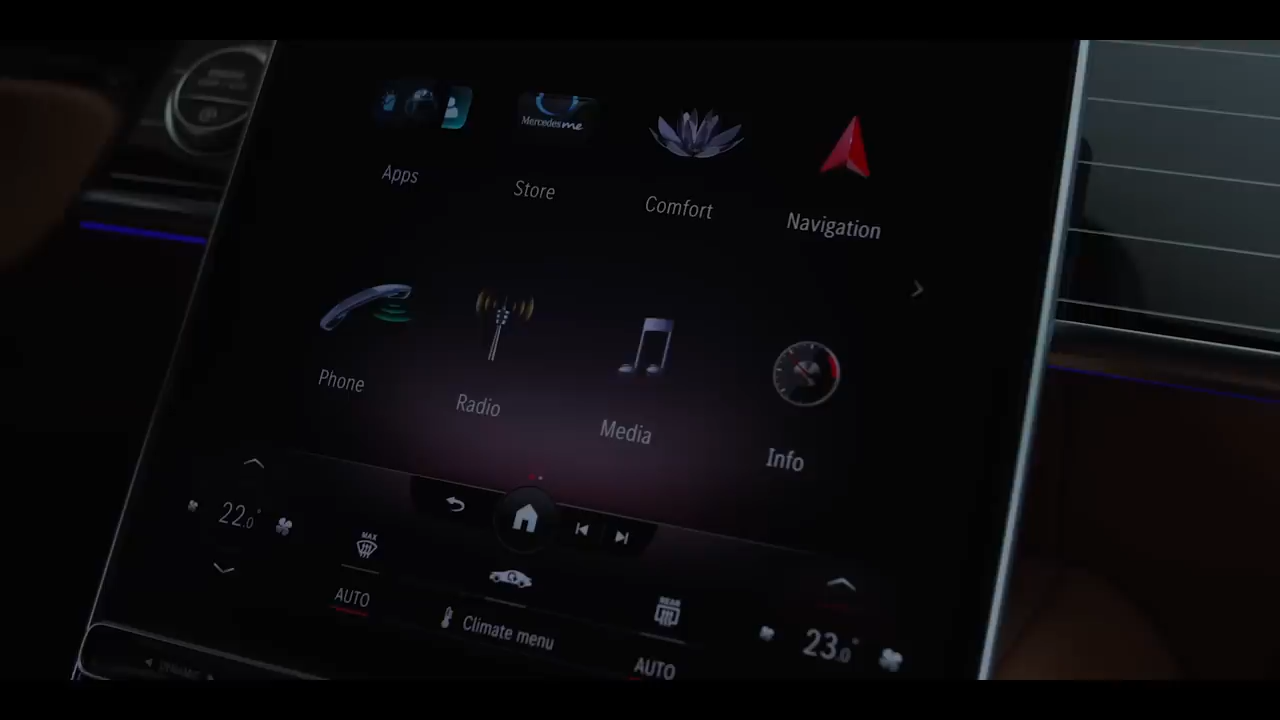 Mercedes me
Apps
Store
Comfort
Navigation
Phone
Radio
Media
Info
22.0°
MAX
AUTO
Climate menu
REAR
AUTO
23.0°